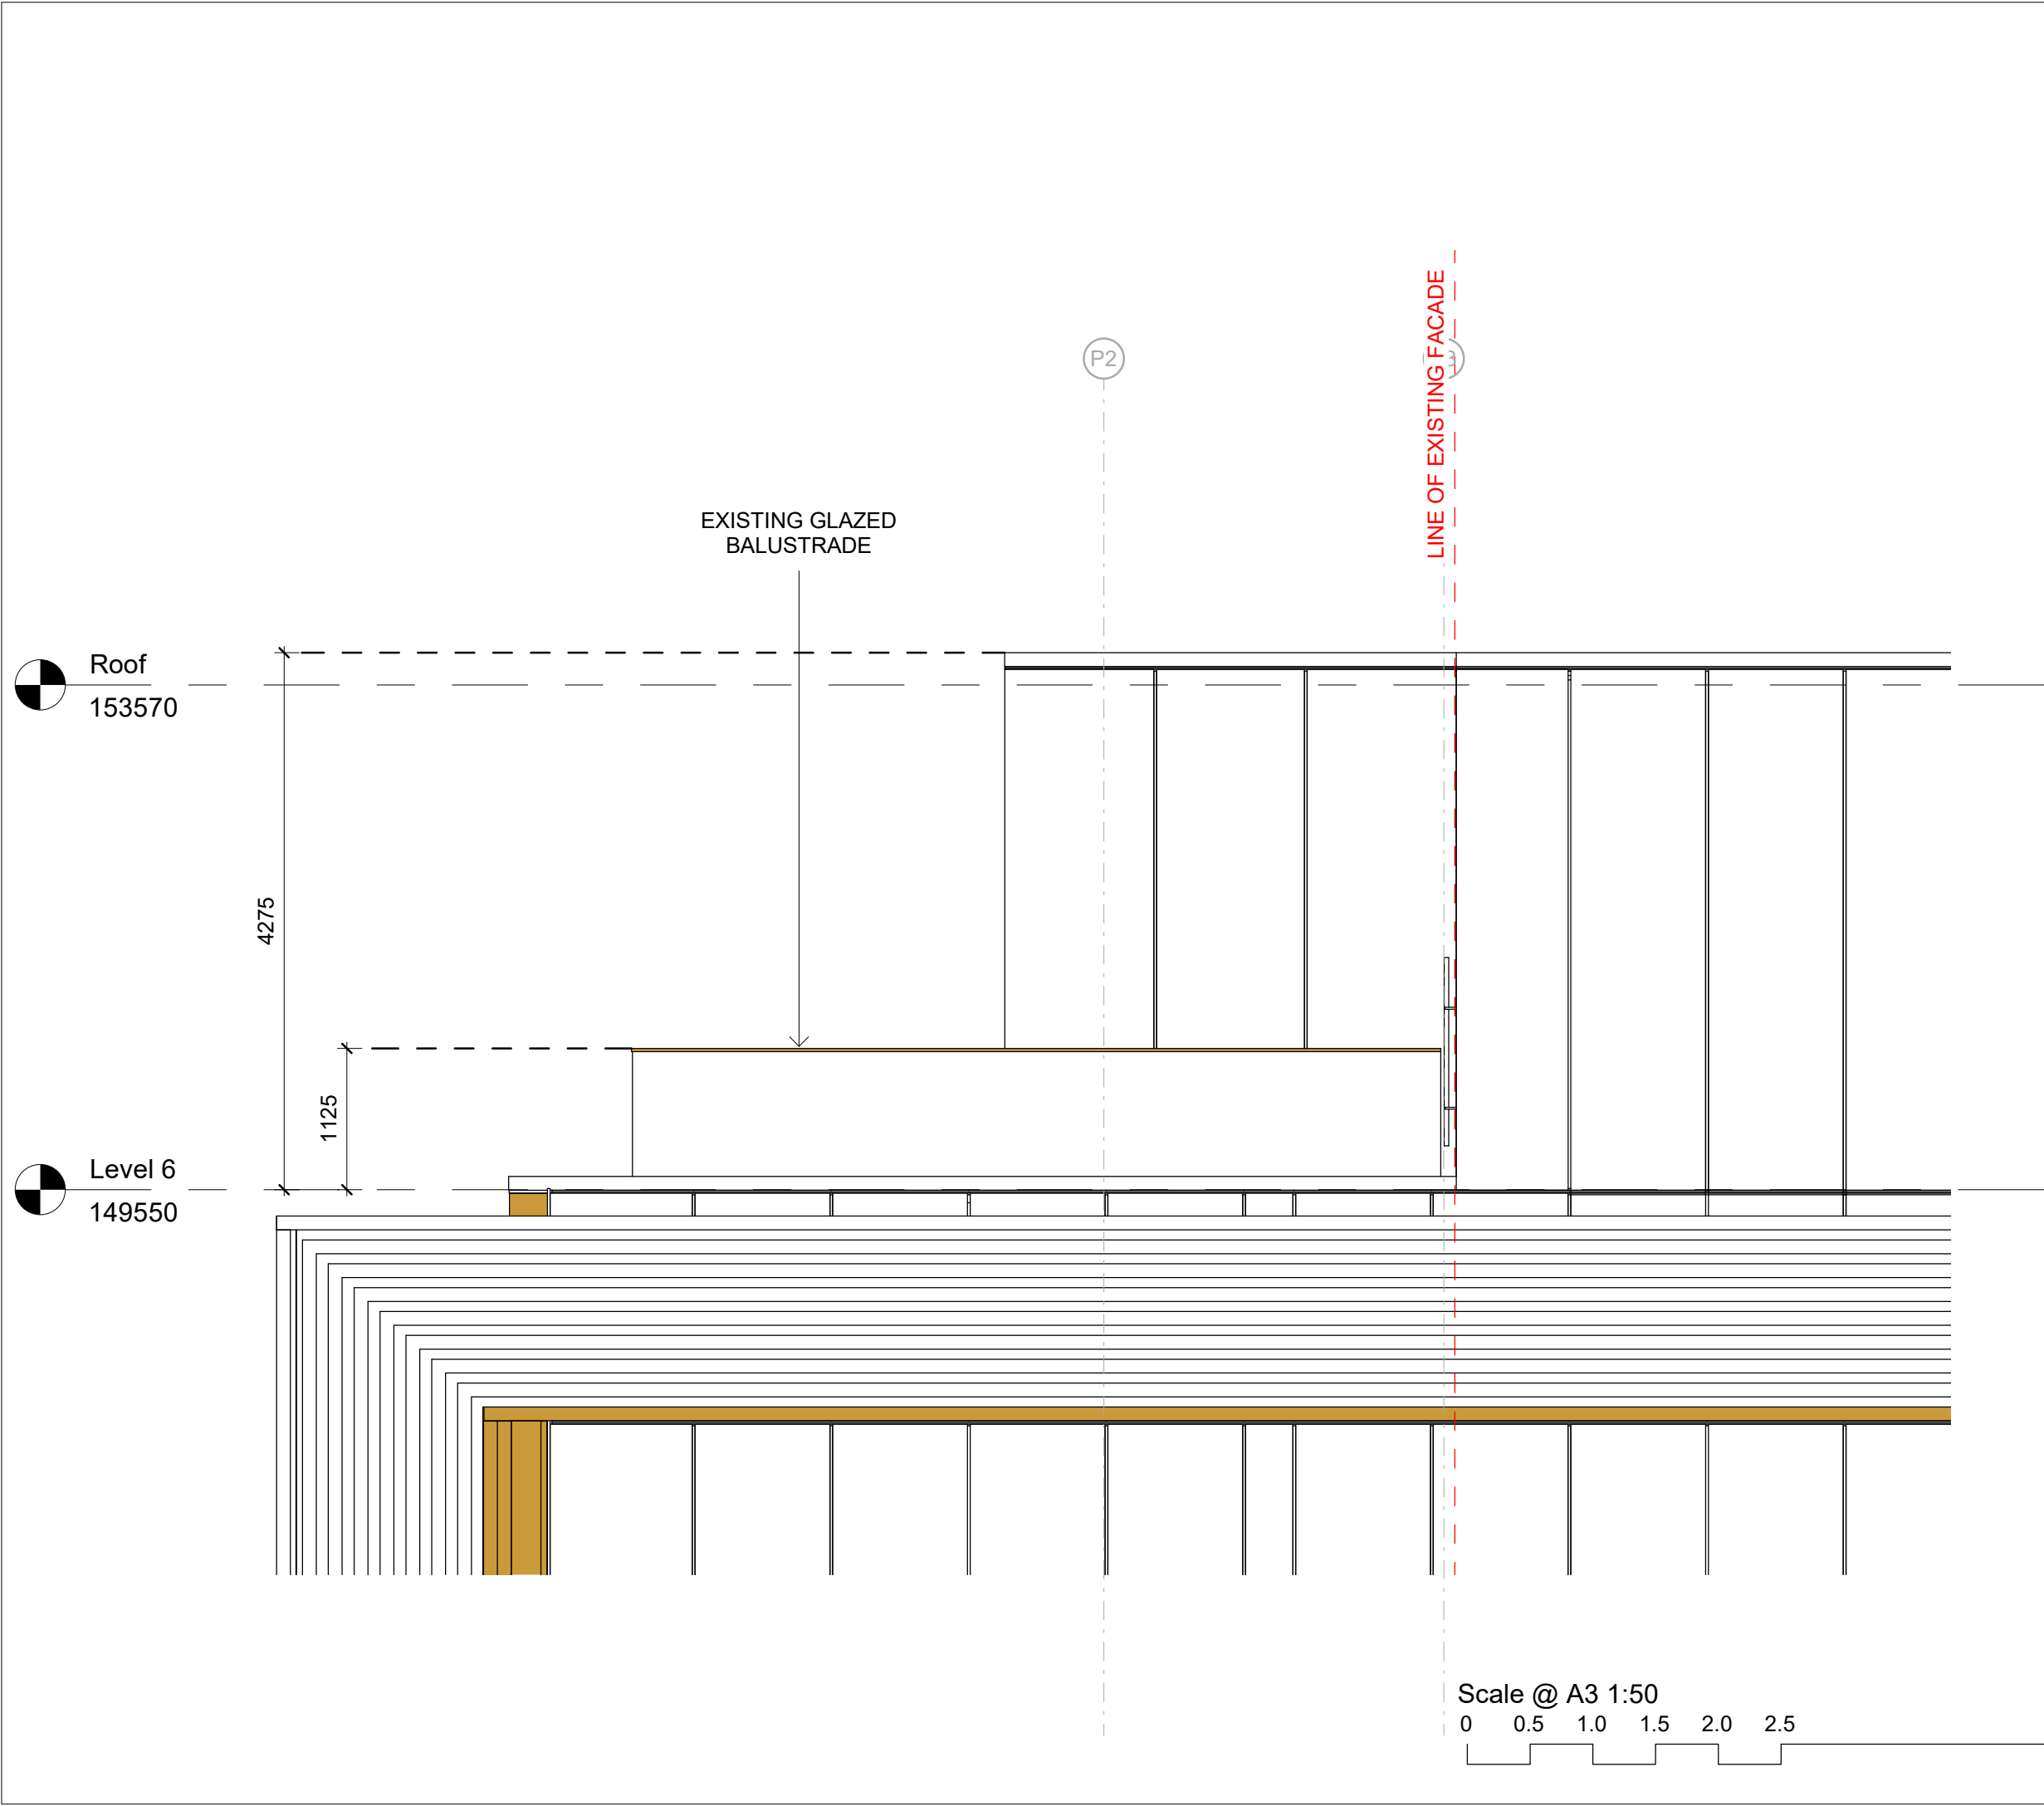 LINE OF EXISTING FACADE
P2
EXISTING GLAZED
BALUSTRADE
Roof
153570
4275
1125
Level 6
149550
Scale @ A3 1:50
0 0.5 1.0 1.5 2.0 2.5